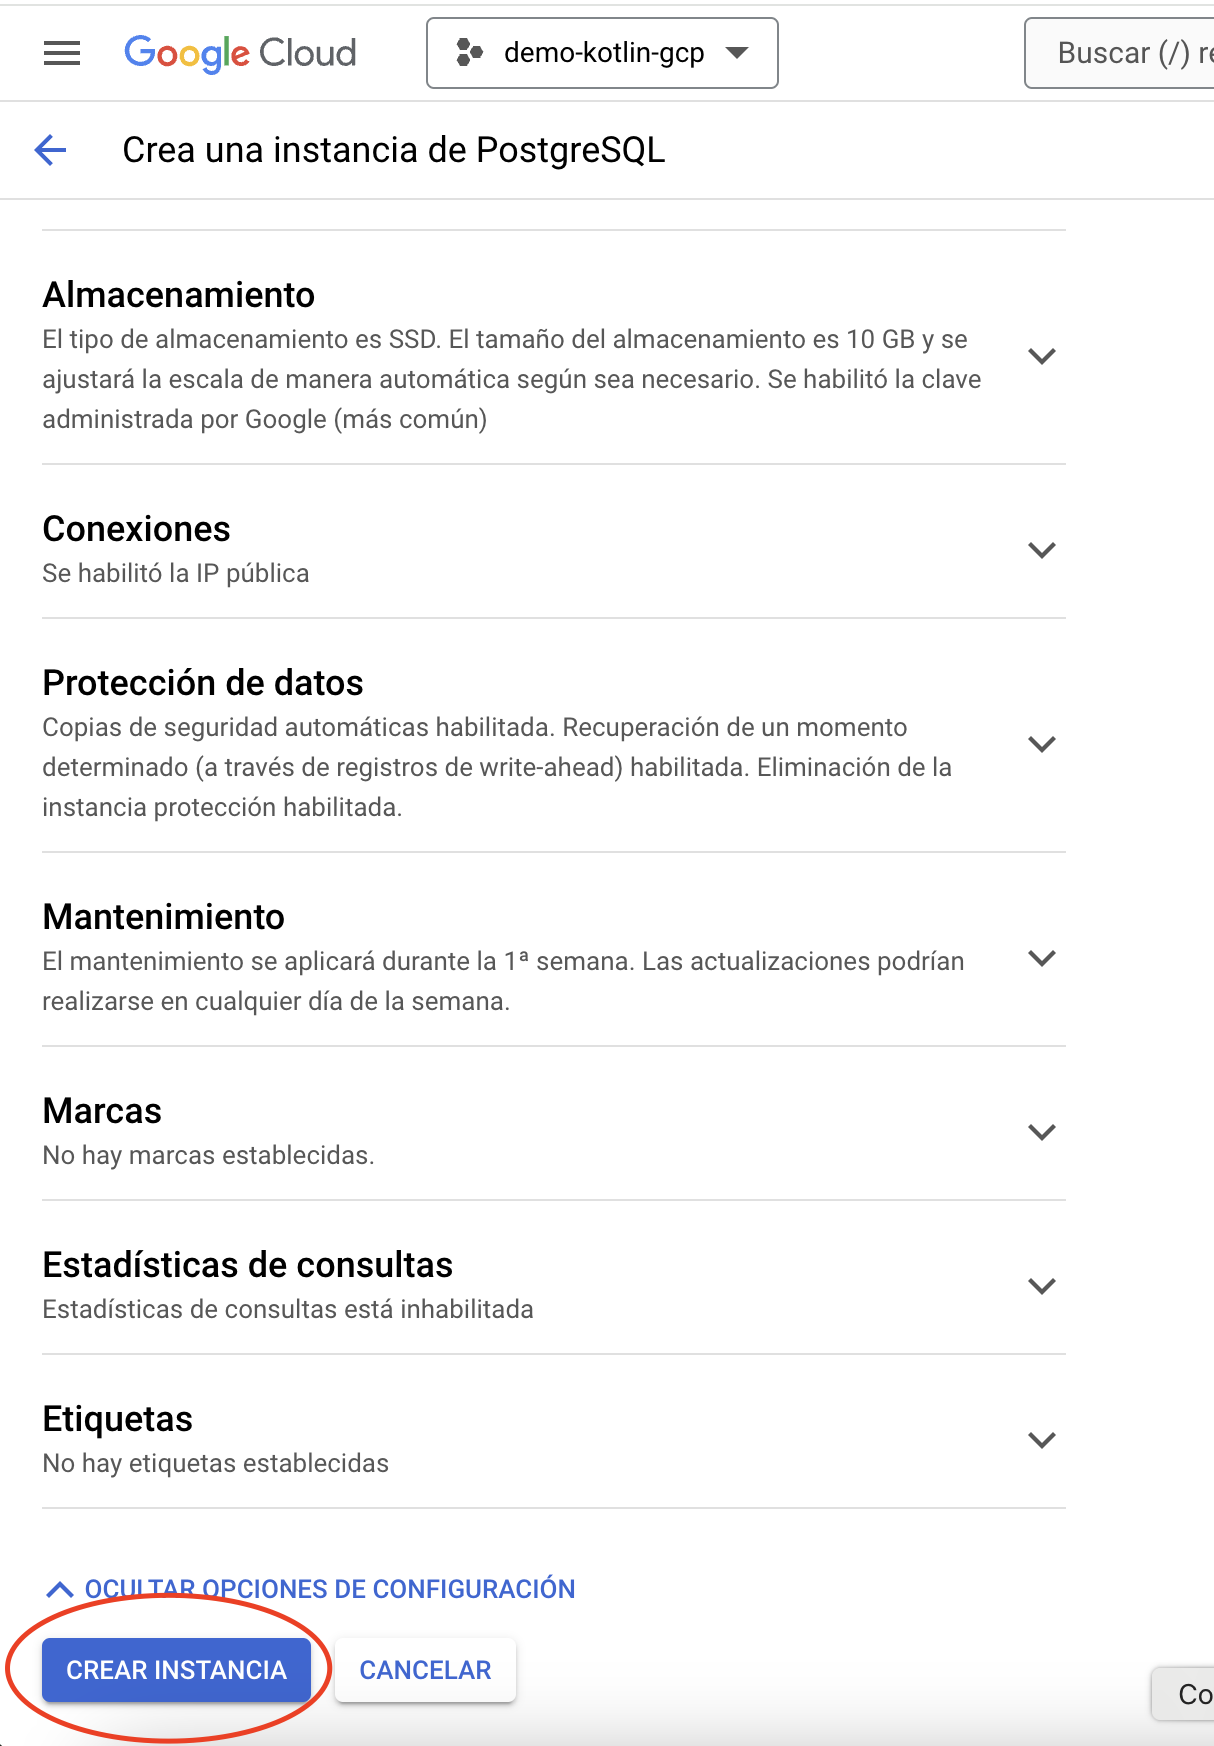 Google Cloud
demo-kotlin-gcp
Buscar (/) re
Crea una instancia de PostgreSQL
Almacenamiento
El tipo de almacenamiento es SSD. El tamaño del almacenamiento es 10 GB y se
ajustará la escala de manera automática según sea necesario. Se habilitó la clave
administrada por Google (más común)
Conexiones
Se habilitó la IP pública
Protección de datos
Copias de seguridad automáticas habilitada. Recuperación de un momento
determinado (a través de registros de write-ahead) habilitada. Eliminación de la
instancia protección habilitada.
Mantenimiento
El mantenimiento se aplicará durante la 1ª semana. Las actualizaciones podrían
realizarse en cualquier día de la semana.
Marcas
No hay marcas establecidas.
Estadísticas de consultas
Estadísticas de consultas está inhabilitada
Etiquetas
No hay etiquetas establecidas
OCULTAR OPCIONES DE CONFIGURACIÓN
CREAR INSTANCIA
CANCELAR
Co